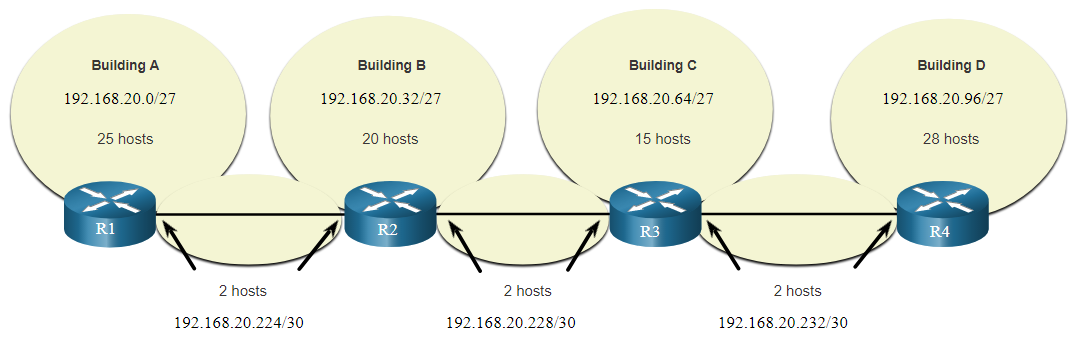 Building A
192.168.20.0/27
25 hosts
Building B
192.168.20.32/27
20 hosts
Building C
192.168.20.64/27
15 hosts
Building D
192.168.20.96/27
28 hosts
R1
R2
R3
R4
2 hosts
192.168.20.224/30
2 hosts
192.168.20.228/30
2 hosts
192.168.20.232/30